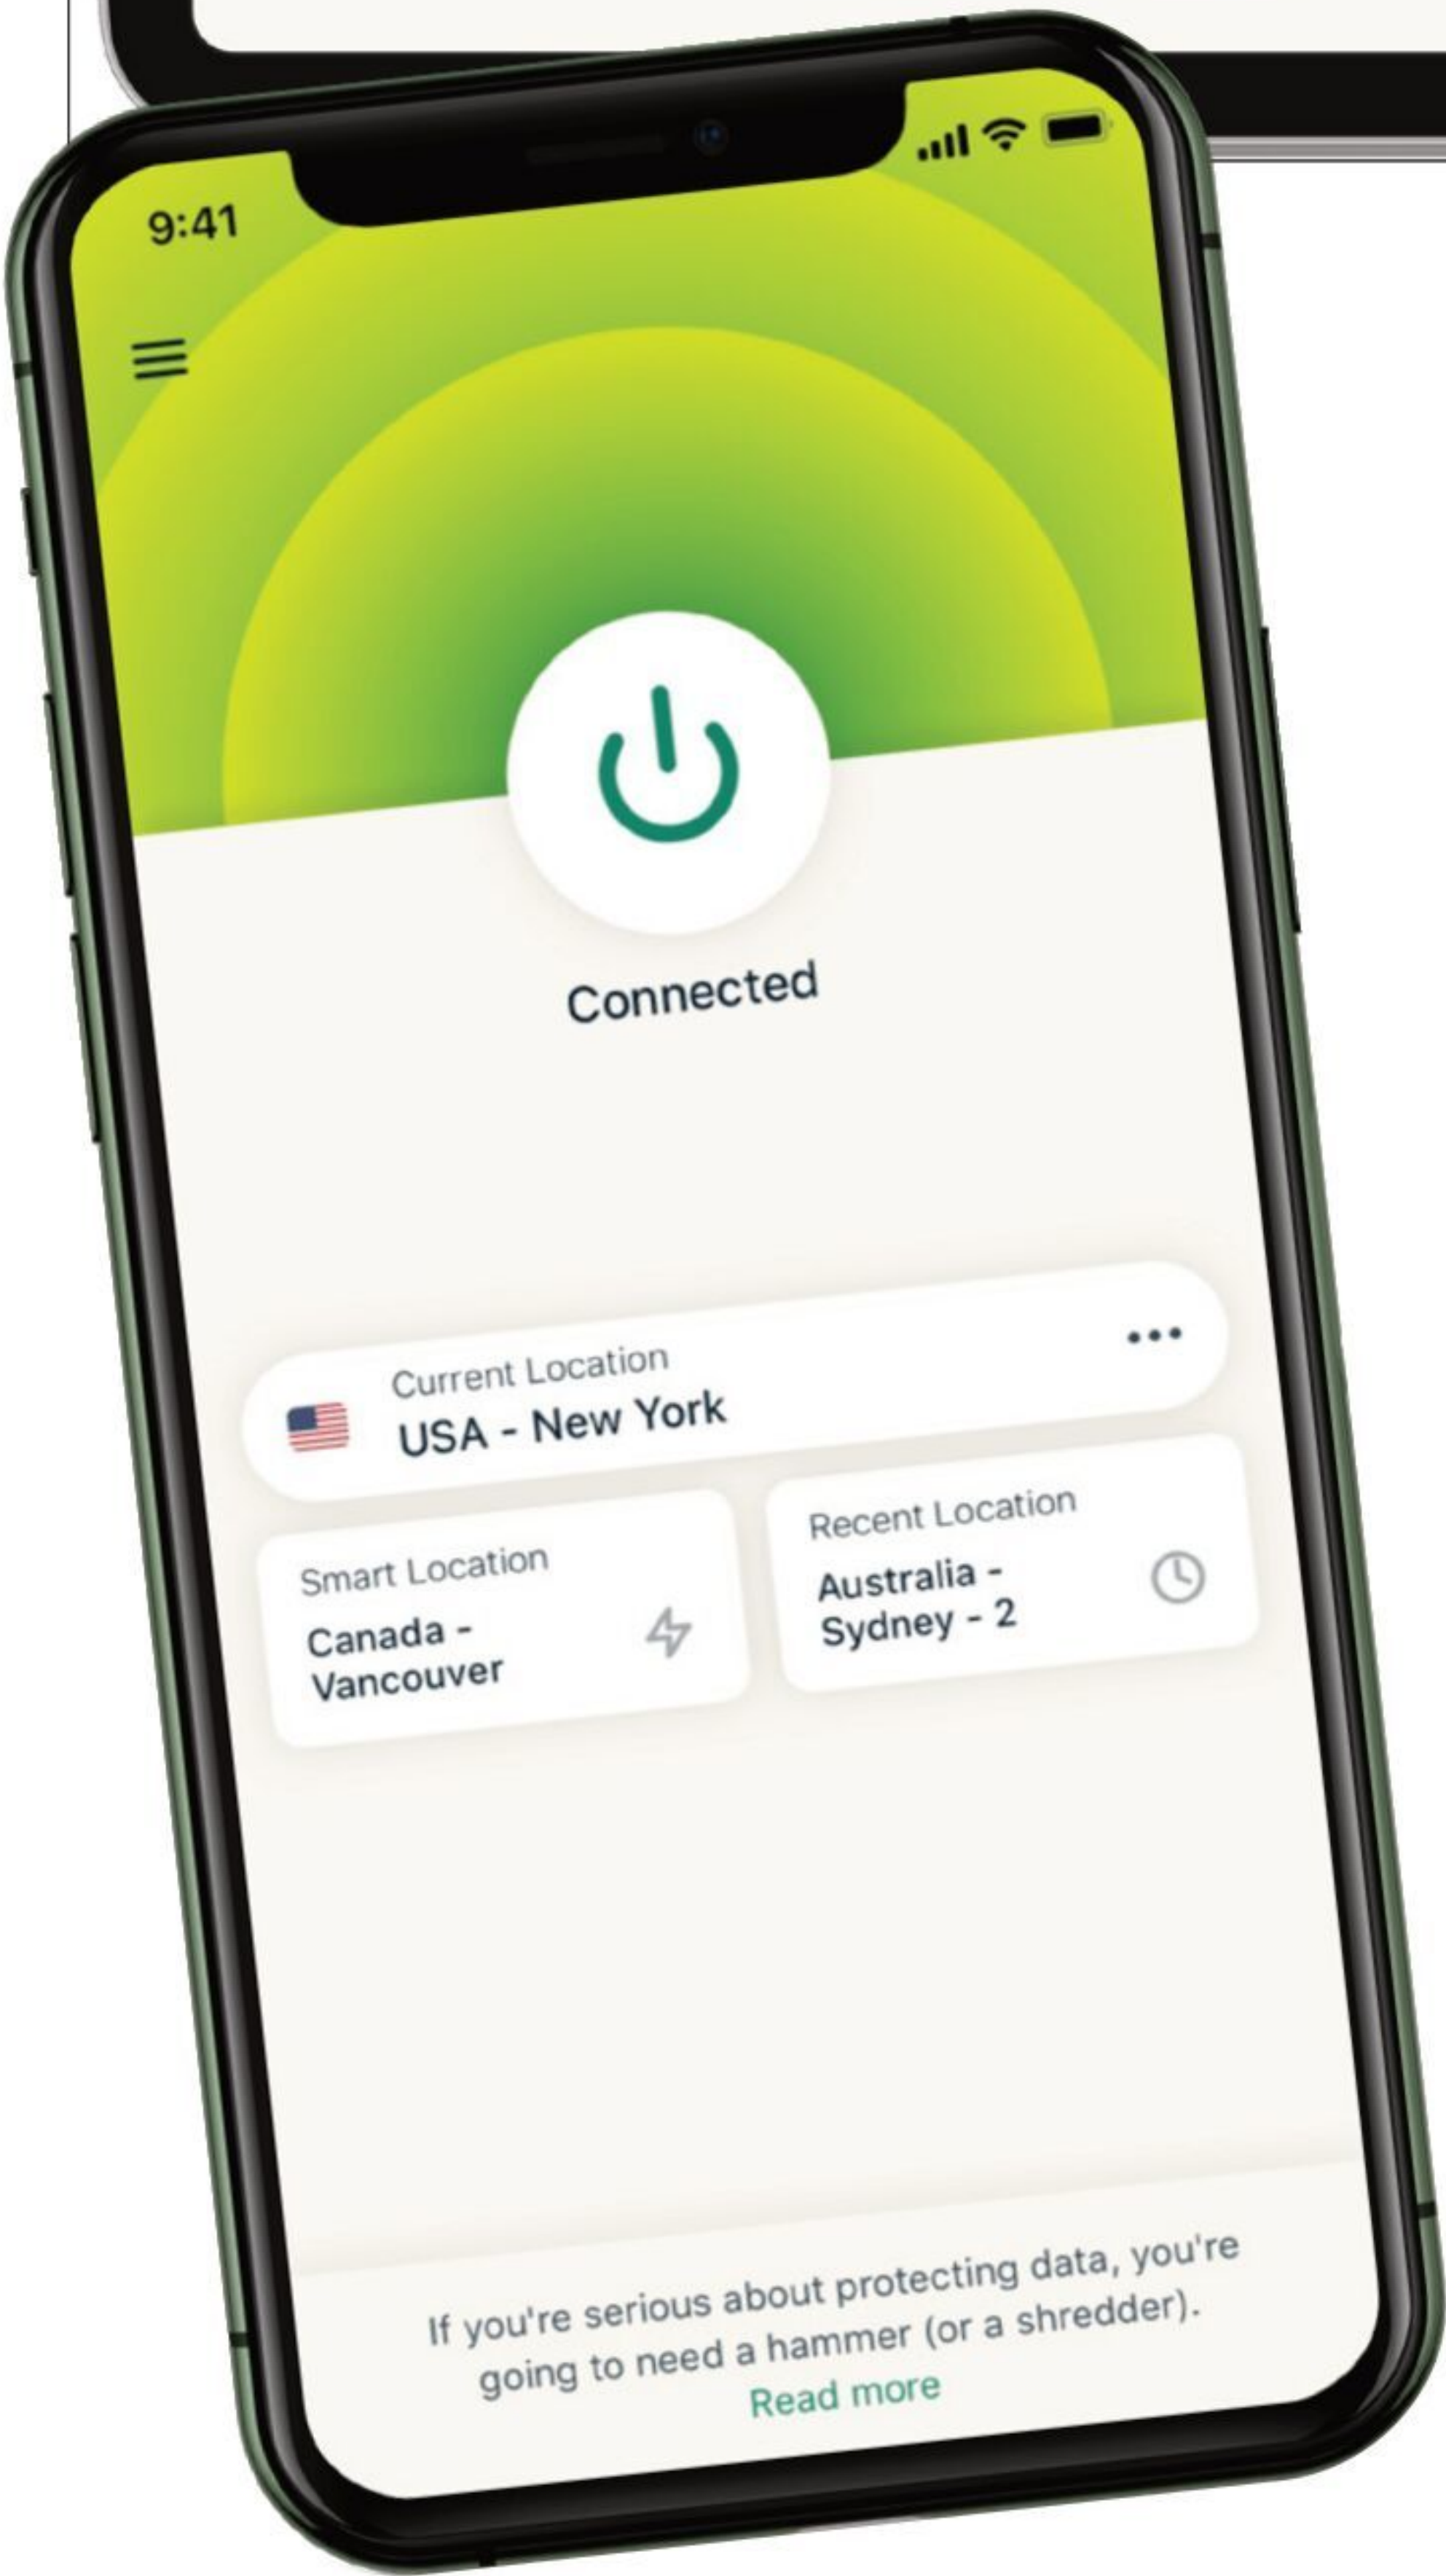 9:41
Connected
Current Location
USA - New York
Smart Location
Canada -
Vancouver
Recent Location
Australia -
Sydney - 2
If you're serious about protecting data, you're
going to need a hammer (or a shredder).
Read more